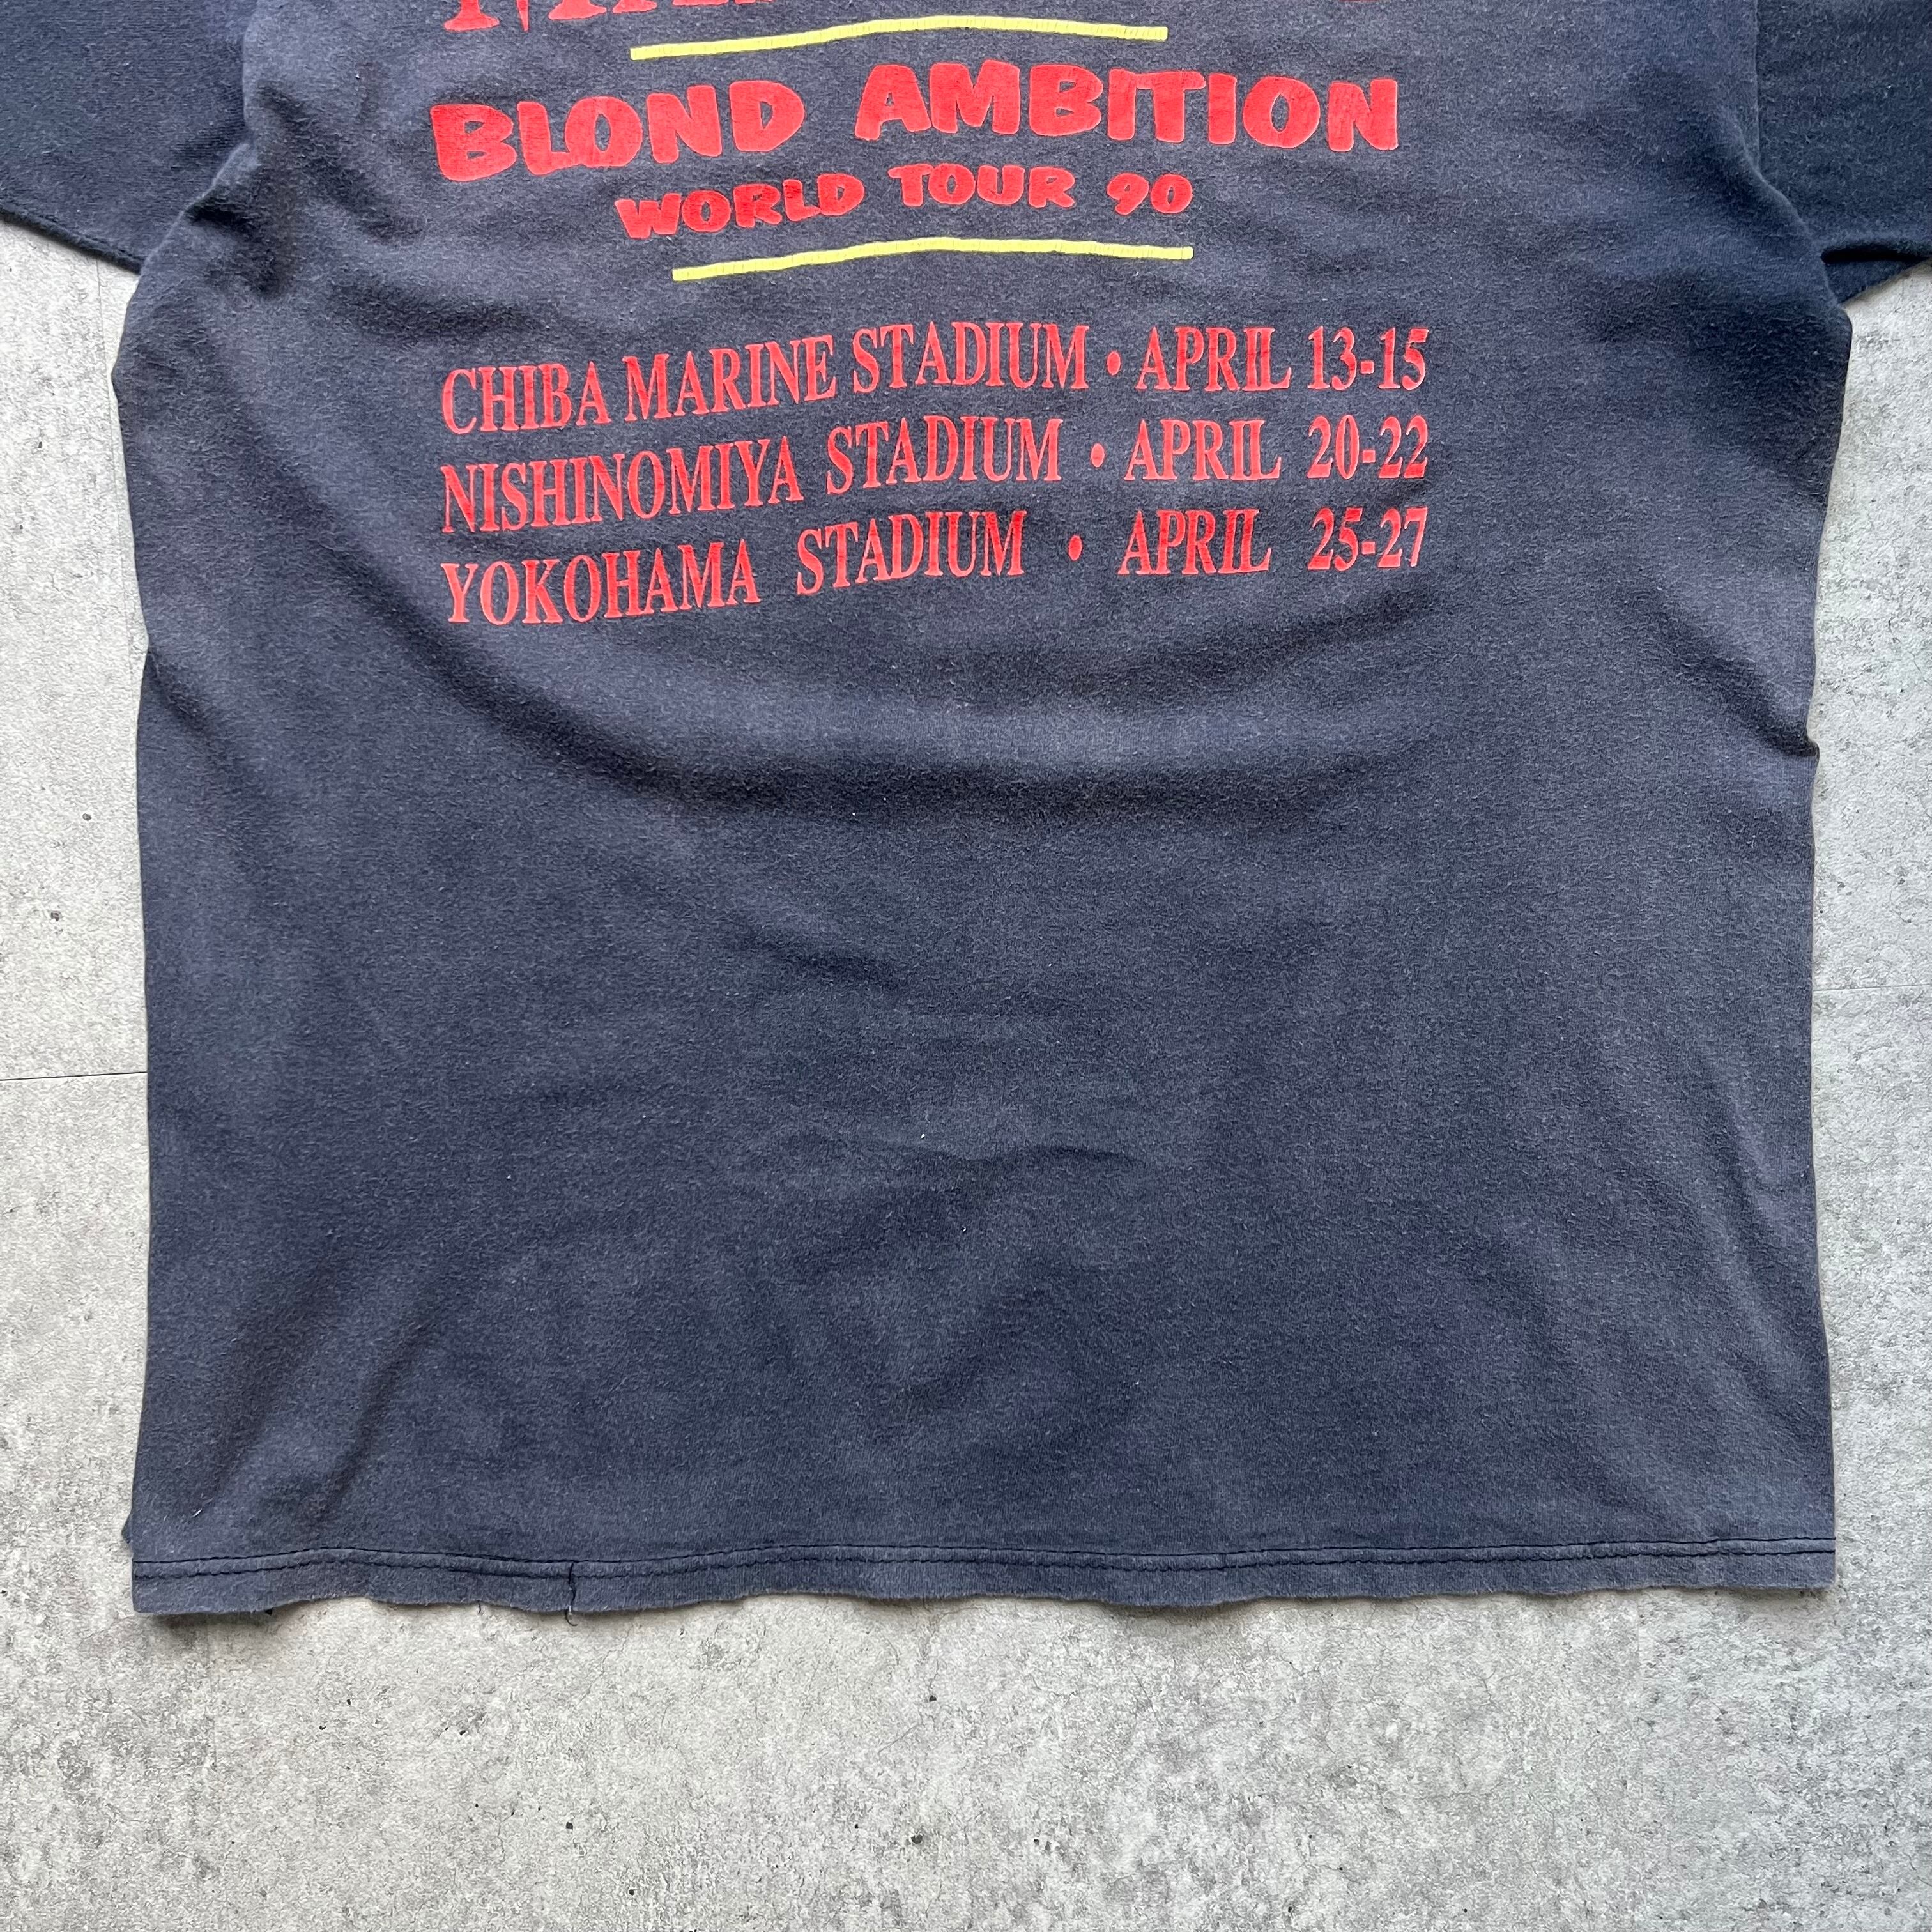 BLOND AMBITION
WORLD TOUR 90
CHIBA MARINE STADIUM • APRIL 13-15
NISHINOMIYA STADIUM • APRIL 20-22
YOKOHAMA STADIUM • APRIL 25-27